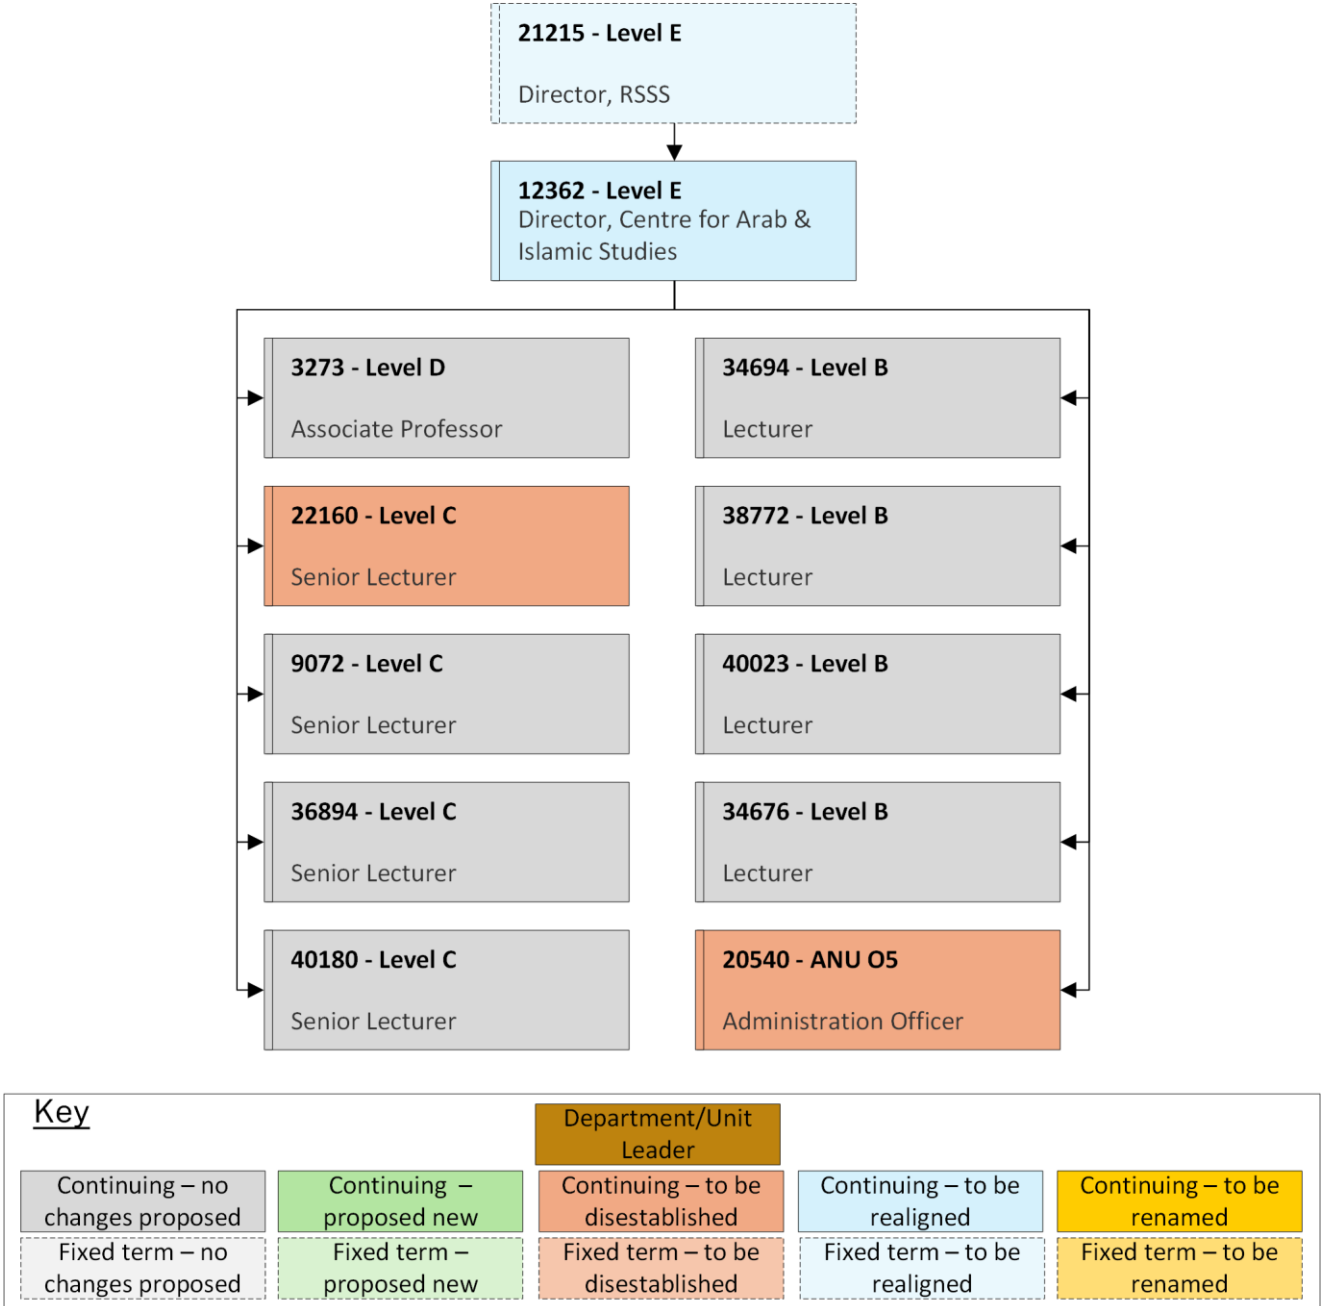 21215 - Level E
Director, RSSS
12362 - Level E
Director, Centre for Arab &
Islamic Studies
3273 - Level D
Associate Professor
34694 - Level B
Lecturer
22160 - Level C
Senior Lecturer
38772 - Level B
Lecturer
9072 - Level C
Senior Lecturer
40023 - Level B
Lecturer
36894 - Level C
Senior Lecturer
34676 - Level B
Lecturer
40180 - Level C
Senior Lecturer
20540 - ANU O5
Administration Officer
Key
Department/Unit
Leader
Continuing – no
changes proposed
Continuing –
proposed new
Continuing – to be
disestablished
Continuing – to be
realigned
Continuing – to be
renamed
Fixed term – no
changes proposed
Fixed term –
proposed new
Fixed term – to be
disestablished
Fixed term – to be
realigned
Fixed term – to be
renamed